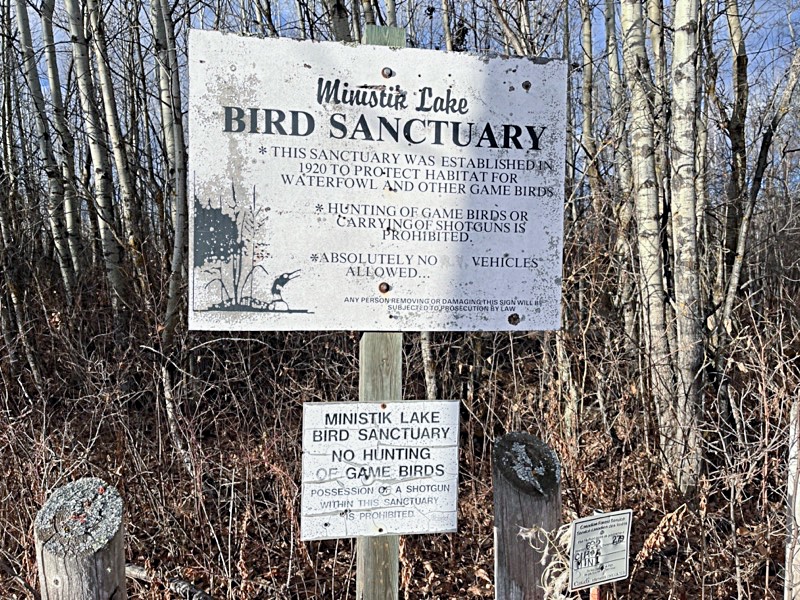 Ministik Lake
BIRD SANCTUARY
* THIS SANCTUARY WAS ESTABLISHED IN
1920 TO PROTECT HABITAT FOR
WATERFOWL AND OTHER GAME BIRDS
* HUNTING OF GAME BIRDS OR
CARRYING OF SHOTGUNS IS
PROHIBITED.
*ABSOLUTELY NO VEHICLES
ALLOWED...
ANY PERSON REMOVING OR DAMAGING THIS SIGN WILL BE
SUBJECTED TO PROSECUTION BY LAW
MINISTIK LAKE
BIRD SANCTUARY
NO HUNTING
OF GAME BIRDS
POSSESSION OF A SHOTGUN
WITHIN THIS SANCTUARY
IS PROHIBITED